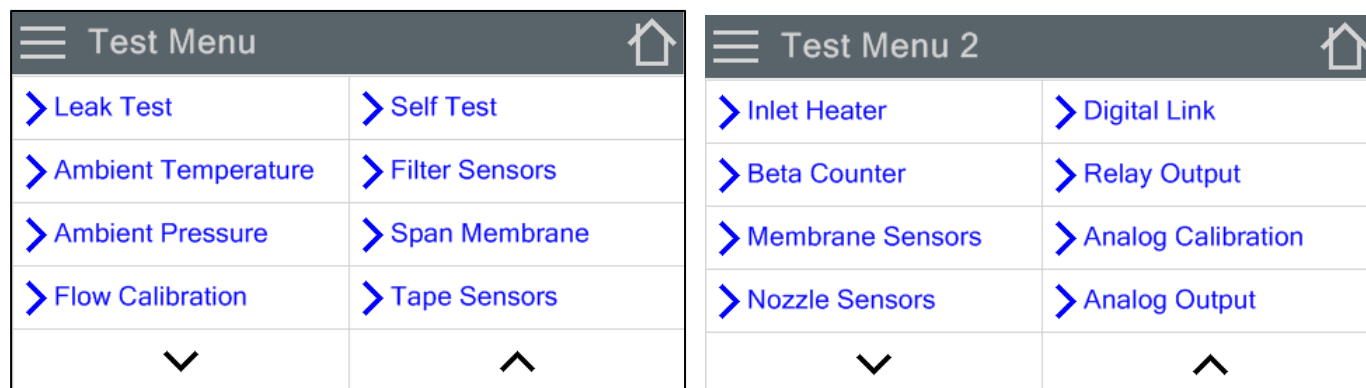 Test Menu
Leak Test
Self Test
Ambient Temperature
Filter Sensors
Ambient Pressure
Span Membrane
Flow Calibration
Tape Sensors
Test Menu 2
Inlet Heater
Digital Link
Beta Counter
Relay Output
Membrane Sensors
Analog Calibration
Nozzle Sensors
Analog Output